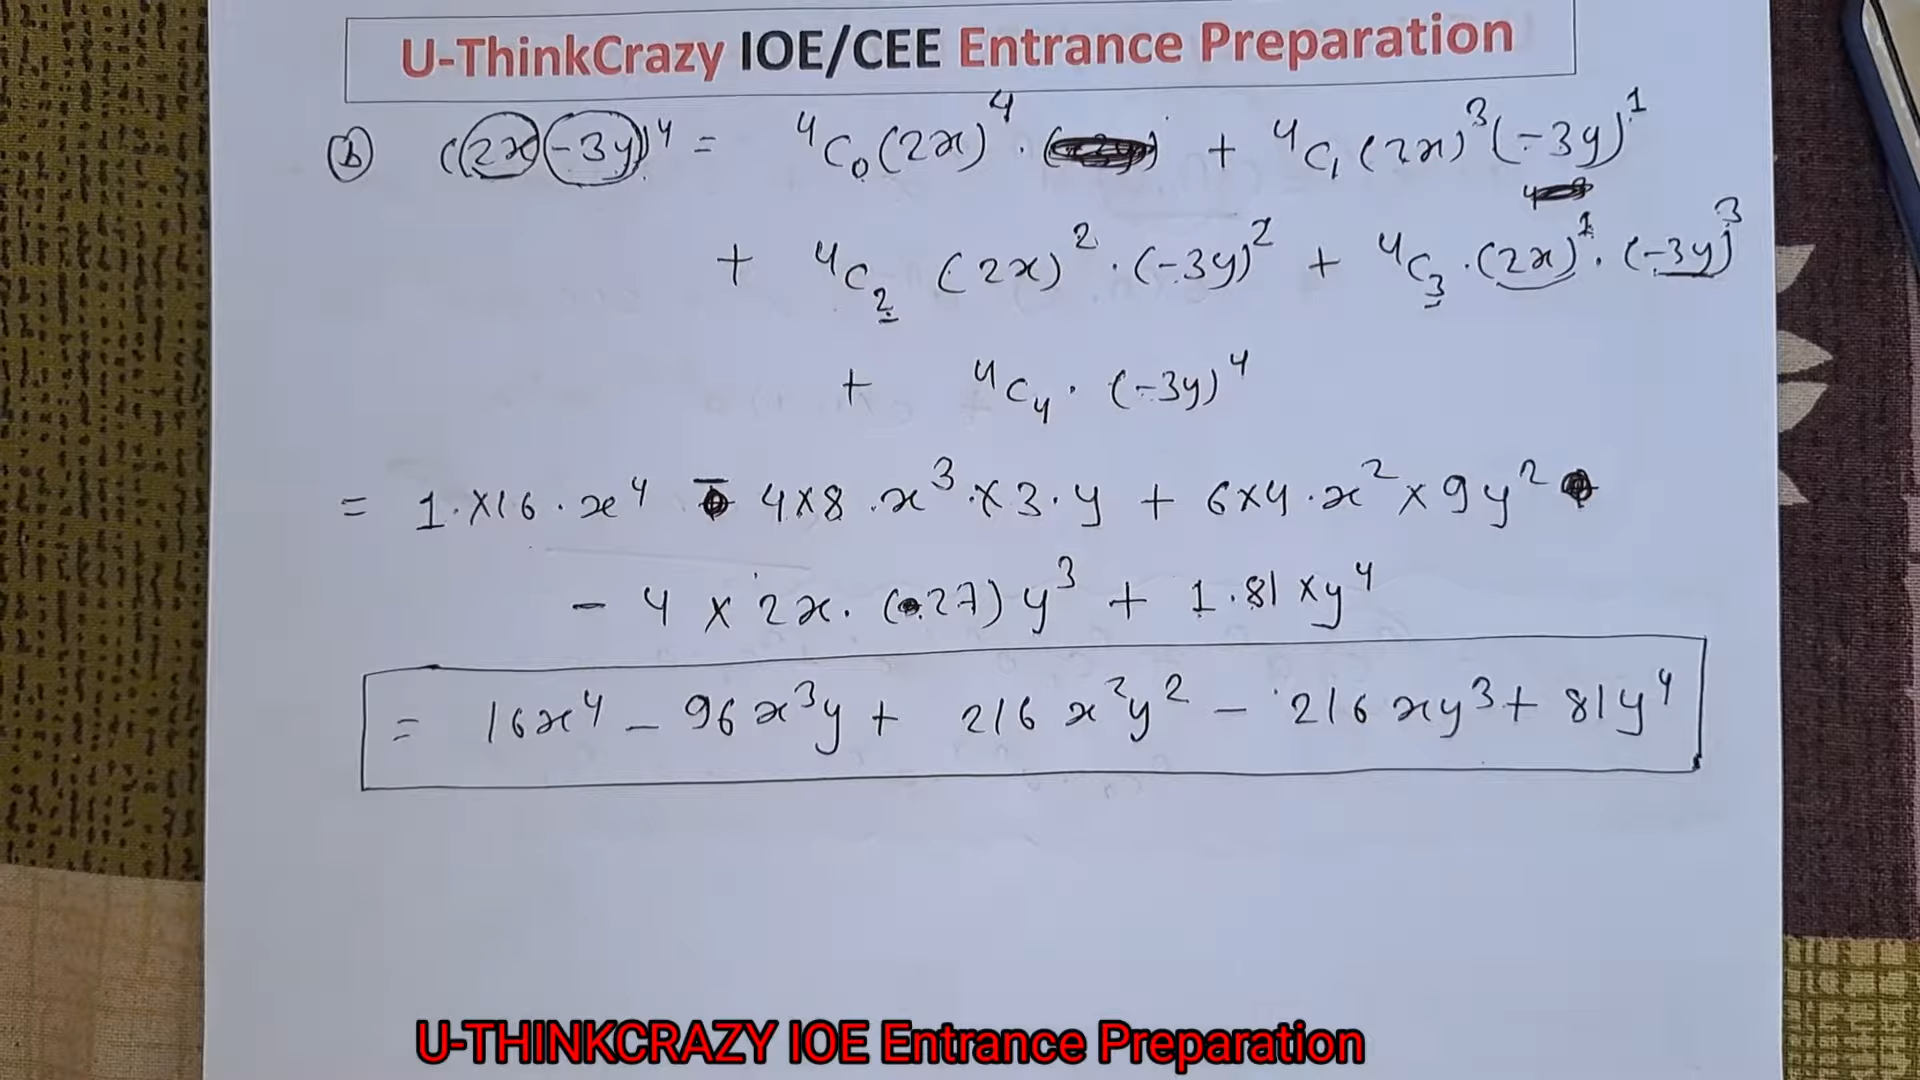 U-ThinkCrazy IOE/CEE Entrance Preparation
(b) (2x-3y)⁴ = ⁴C₀(2x)⁴ . + ⁴C₁(2x)³(-3y)¹
+ ⁴C₂ (2x)² . (-3y)² + ⁴C₃ . (2x)¹ . (-3y)³
+ ⁴C₄ . (-3y)⁴
= 1.×16 . x⁴ - 4×8 . x³ .×3 . y + 6×4 . x² × 9y²
- 4 × 2x . (27) y³ + 1.81 × y⁴
= 16x⁴ - 96x³y + 216x²y² - 216xy³ + 81y⁴
U-THINKCRAZY IOE Entrance Preparation